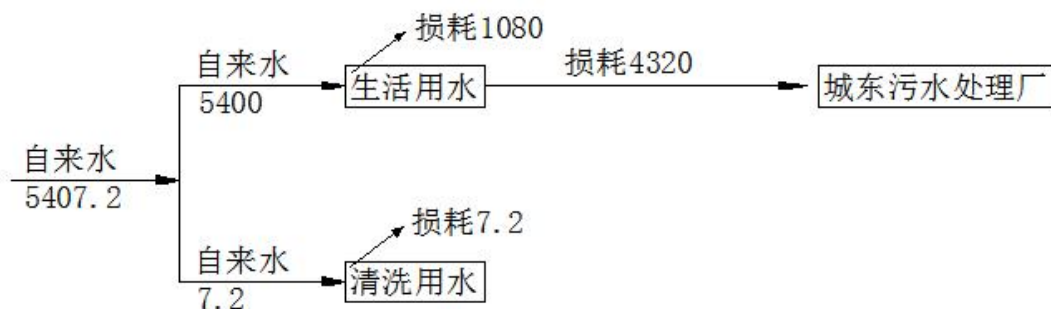 损耗1080
自来水
损耗4320
5400
生活用水
城东污水处理厂
自来水
5407.2
损耗7.2
自来水
7.2
清洗用水